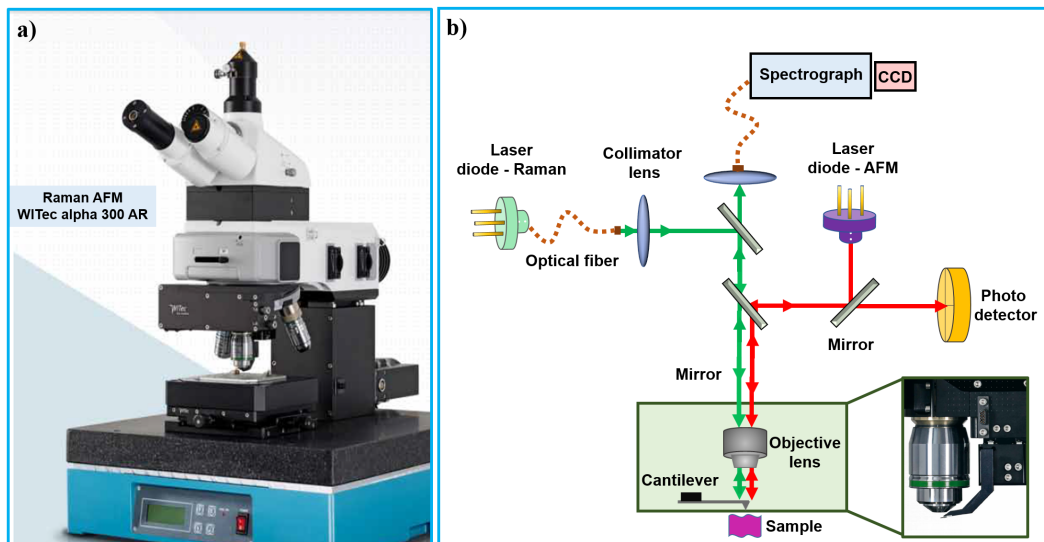 a)
Raman AFM
WITec alpha 300 AR
WITec
b)
Spectrograph
CCD
Laser
diode - Raman
Collimator
lens
Laser
diode - AFM
Optical fiber
Photo
detector
Mirror
Mirror
Objective
lens
Cantilever
Sample